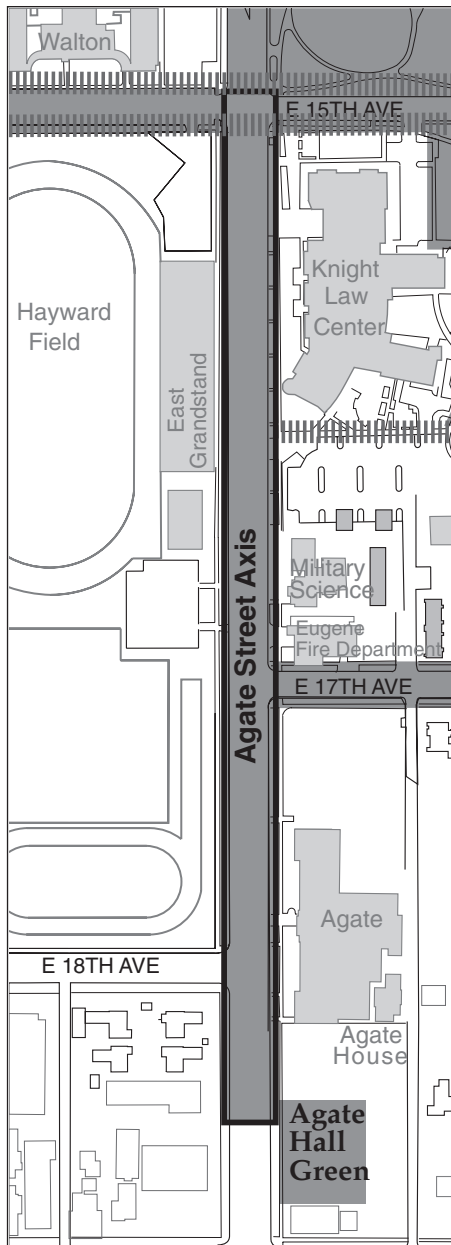 Walton
E 15TH AVE
Knight
Law
Center
Hayward
Field
East
Grandstand
Agate Street Axis
Military
Science
Eugene
Fire Department
E 17TH AVE
Agate
E 18TH AVE
Agate
House
Agate
Hall
Green